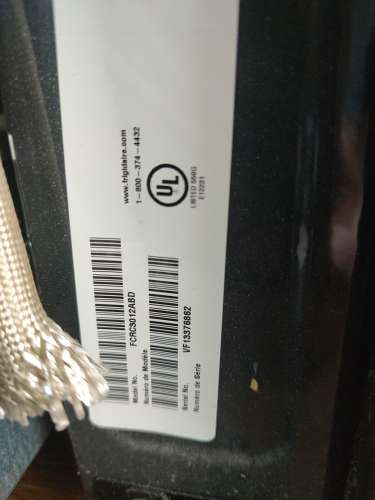 www.frigidaire.com
1-800-374-4432
UL
LISTED 559G
E12231
FCRC3012ABD
Model No.
Numéro de Modèle
VF13376862
Serial No.
Numéro de Série